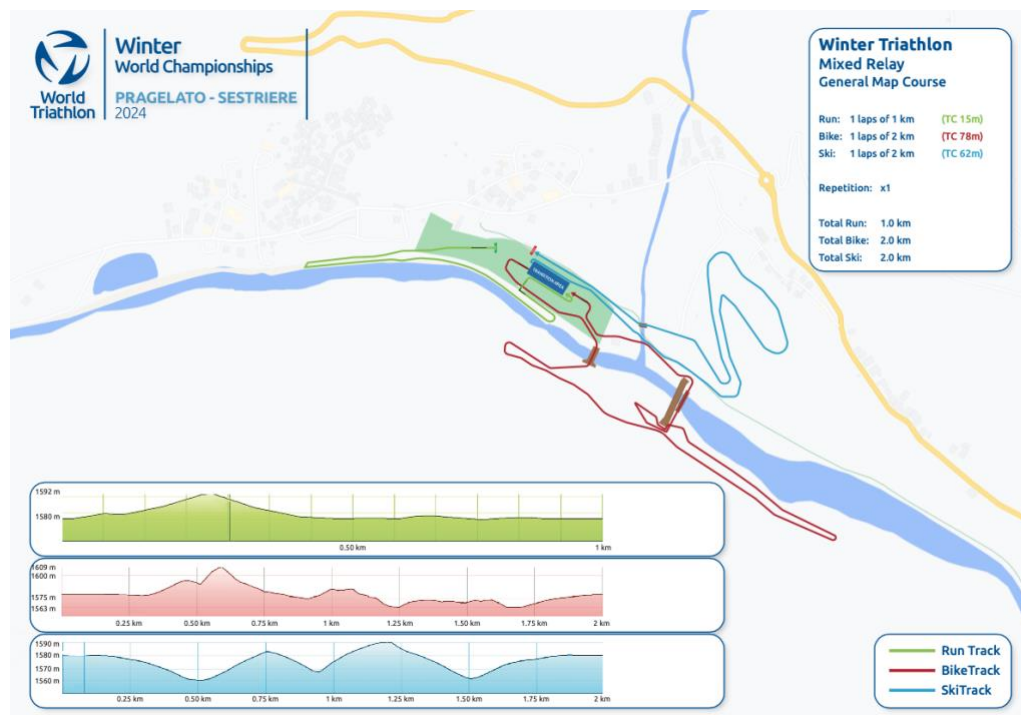 World
Triathlon
Winter
World Championships
PRAGELATO - SESTRIERE
2024
Winter Triathlon
Mixed Relay
General Map Course
Run: 1 laps of 1 km (TC 15m)
Bike: 1 laps of 2 km (TC 78m)
Ski: 1 laps of 2 km (TC 62m)
Repetition: x1
Total Run: 1.0 km
Total Bike: 2.0 km
Total Ski: 2.0 km
TRANSITION AREA
1592 m
1580 m
0.50 km 1 km
1609 m
1600 m
1575 m
1563 m
0.25 km 0.50 km 0.75 km 1 km 1.25 km 1.50 km 1.75 km 2 km
1590 m
1580 m
1570 m
1560 m
0.25 km 0.50 km 0.75 km 1 km 1.25 km 1.50 km 1.75 km 2 km
Run Track
BikeTrack
SkiTrack